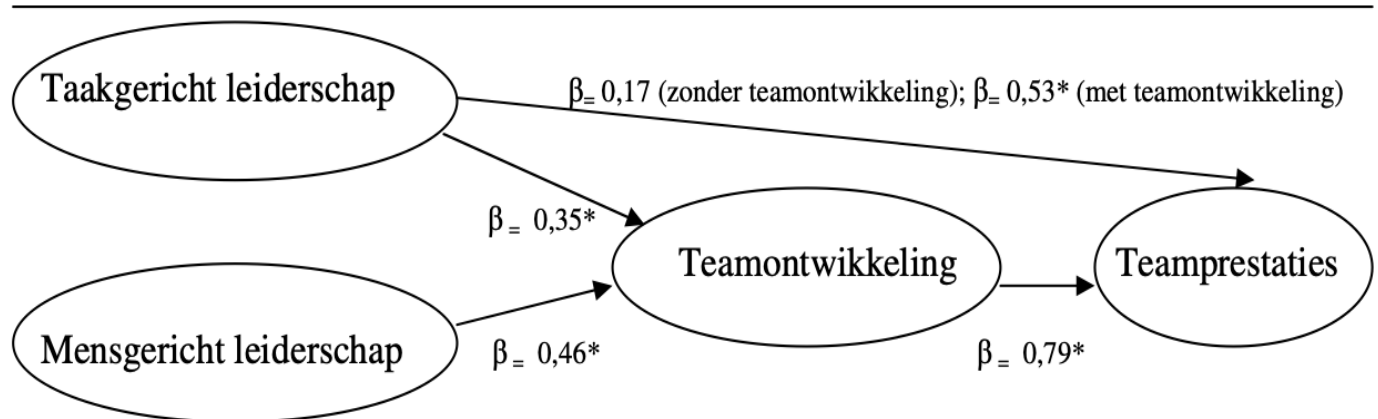 Taakgericht leiderschap
β= 0,17 (zonder teamontwikkeling); β= 0,53* (met teamontwikkeling)
β = 0,35*
Teamontwikkeling
Teamprestaties
Mensgericht leiderschap
β = 0,46*
β = 0,79*